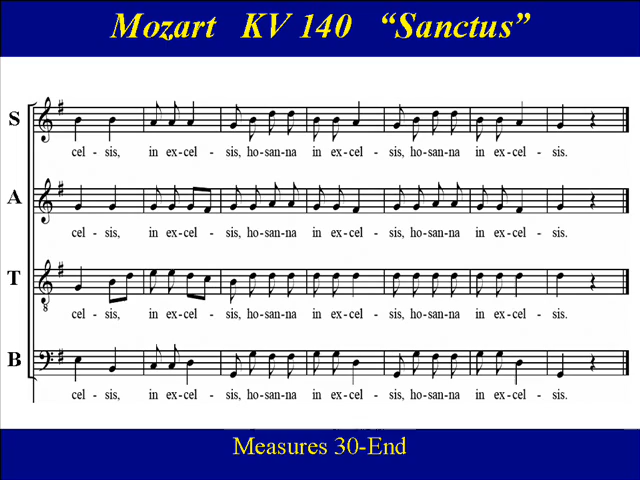 Mozart KV 140 “Sanctus”
S
cel - sis, in ex-cel - sis, ho-san-na in ex-cel - sis, ho-san-na in ex-cel - sis.
A
cel - sis, in ex-cel - sis, ho-san-na in ex-cel - sis, ho-san-na in ex-cel - sis.
T
8
cel - sis, in ex-cel - sis, ho-san-na in ex-cel - sis, ho-san-na in ex-cel - sis.
B
cel - sis, in ex-cel - sis, ho-san-na in ex-cel - sis, ho-san-na in ex-cel - sis.
Measures 30-End